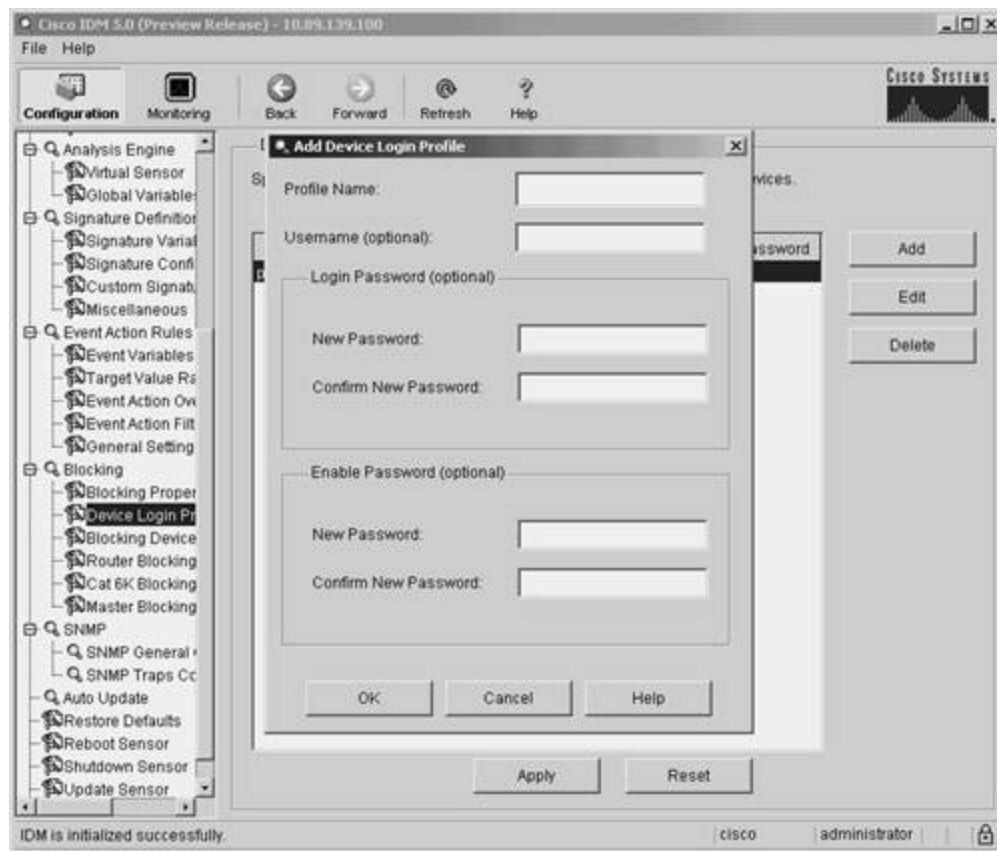 Cisco IDM 5.0 (Preview Release) - 10.89.139.100
File Help
Configuration Monitoring Back Forward Refresh Help
CISCO SYSTEMS
Analysis Engine
Virtual Sensor
Global Variable
Signature Definition
Signature Varial
Signature Confi
Custom Signatu
Miscellaneous
Event Action Rules
Event Variables
Target Value Ra
Event Action Ove
Event Action Filt
General Setting
Blocking
Blocking Proper
Device Login Pr
Blocking Device
Router Blocking
Cat 6K Blocking
Master Blocking
SNMP
SNMP General
SNMP Traps Co
Auto Update
Restore Defaults
Reboot Sensor
Shutdown Sensor
Update Sensor
Add Device Login Profile
Profile Name:
Username (optional):
Login Password (optional)
New Password:
Confirm New Password:
Enable Password (optional)
New Password:
Confirm New Password:
OK Cancel Help
vices.
assword
Add
Edit
Delete
Apply Reset
IDM is initialized successfully. cisco administrator